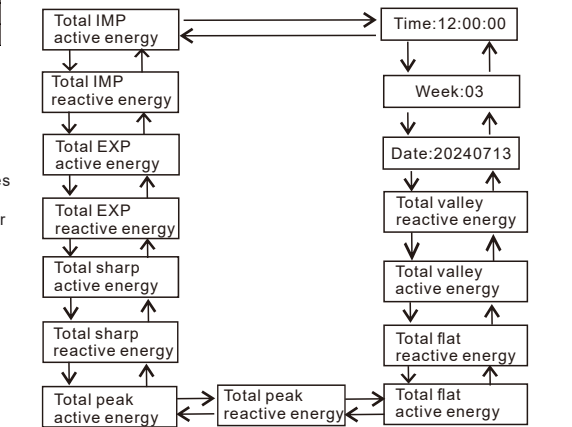 Total IMP
active energy
Total IMP
reactive energy
Total EXP
active energy
Total EXP
reactive energy
Total sharp
active energy
Total sharp
reactive energy
Total peak
active energy
Total peak
reactive energy
Total flat
active energy
Total flat
reactive energy
Total valley
active energy
Total valley
reactive energy
Date:20240713
Week:03
Time:12:00:00